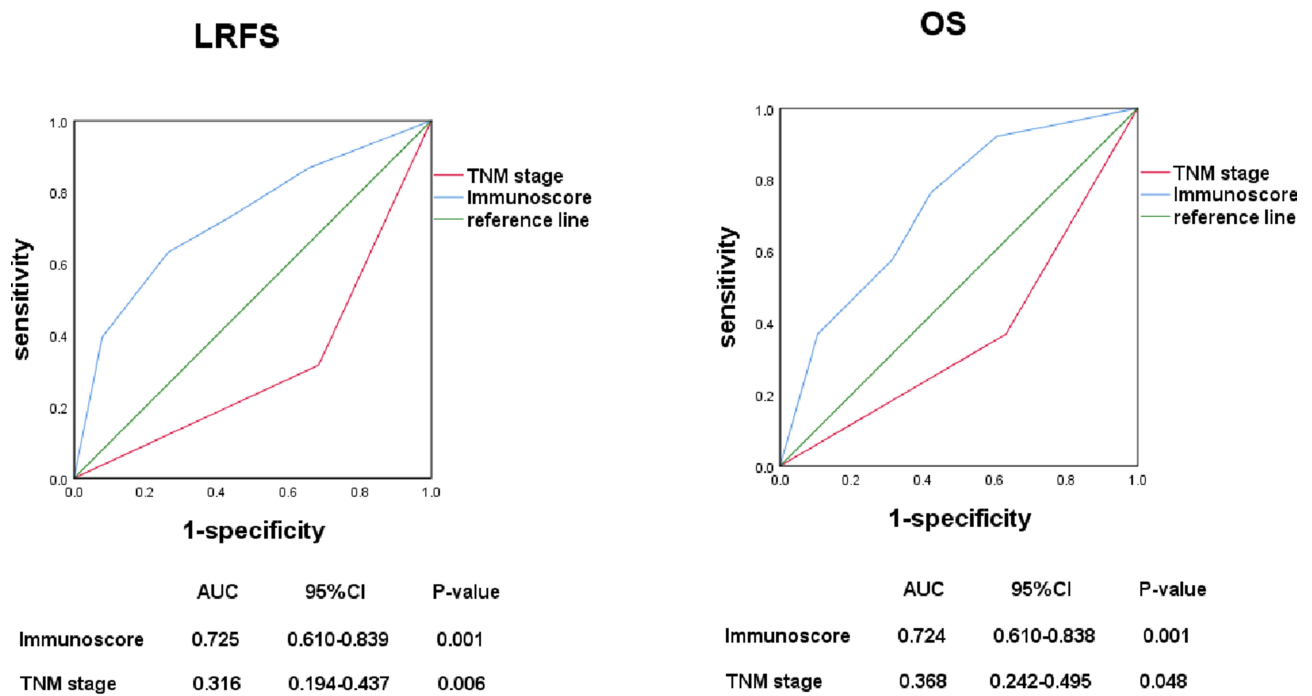 LRFS
1.0
0.8
0.6
0.4
0.2
0.0
0.0 0.2 0.4 0.6 0.8 1.0
sensitivity
1-specificity
TNM stage
Immunoscore
reference line
AUC 95%CI P-value
Immunoscore 0.725 0.610-0.839 0.001
TNM stage 0.316 0.194-0.437 0.006
OS
1.0
0.8
0.6
0.4
0.2
0.0
0.0 0.2 0.4 0.6 0.8 1.0
sensitivity
1-specificity
TNM stage
Immunoscore
reference line
AUC 95%CI P-value
Immunoscore 0.724 0.610-0.838 0.001
TNM stage 0.368 0.242-0.495 0.048